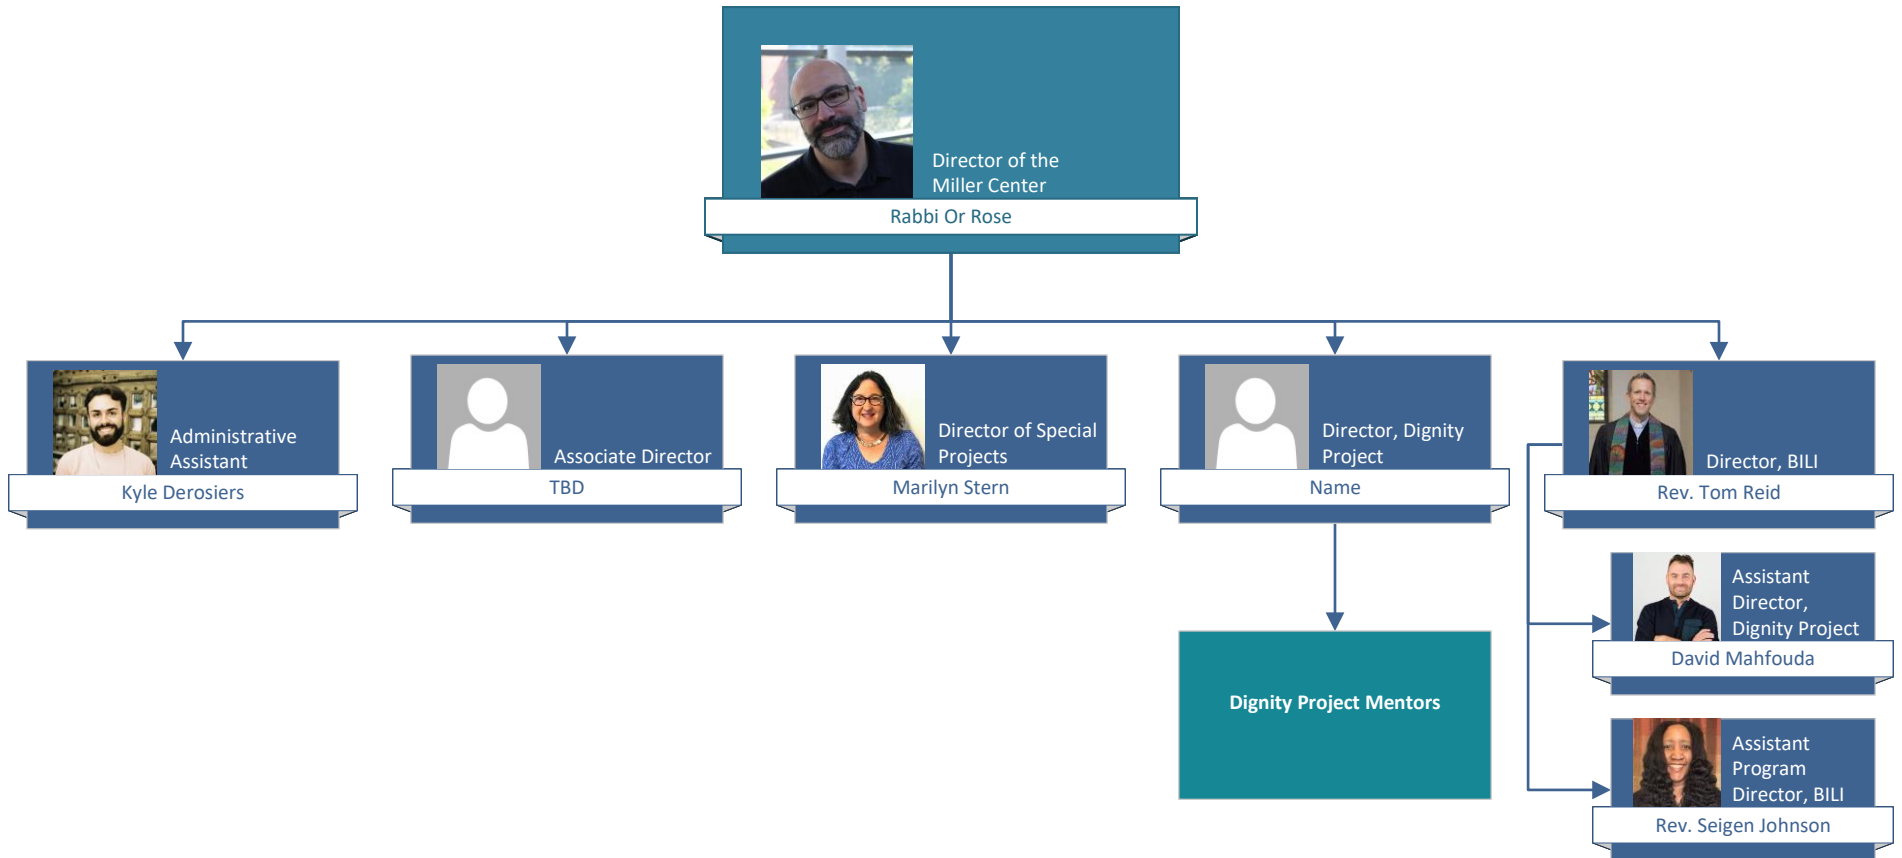 Director of the
Miller Center
Rabbi Or Rose
Administrative
Assistant
Kyle Derosiers
Associate Director
TBD
Director of Special
Projects
Marilyn Stern
Director, Dignity
Project
Name
Director, BILI
Rev. Tom Reid
Dignity Project Mentors
Assistant
Director,
Dignity Project
David Mahfouda
Assistant
Program
Director, BILI
Rev. Seigen Johnson